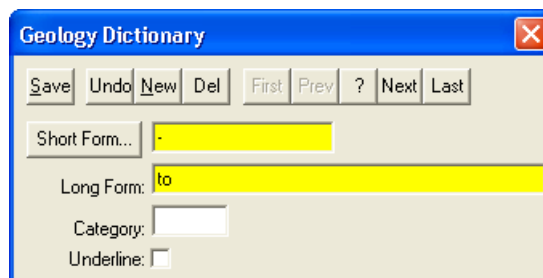 Geology Dictionary
Save Undo New Del First Prev ? Next Last
Short Form... -
Long Form: to
Category:
Underline: